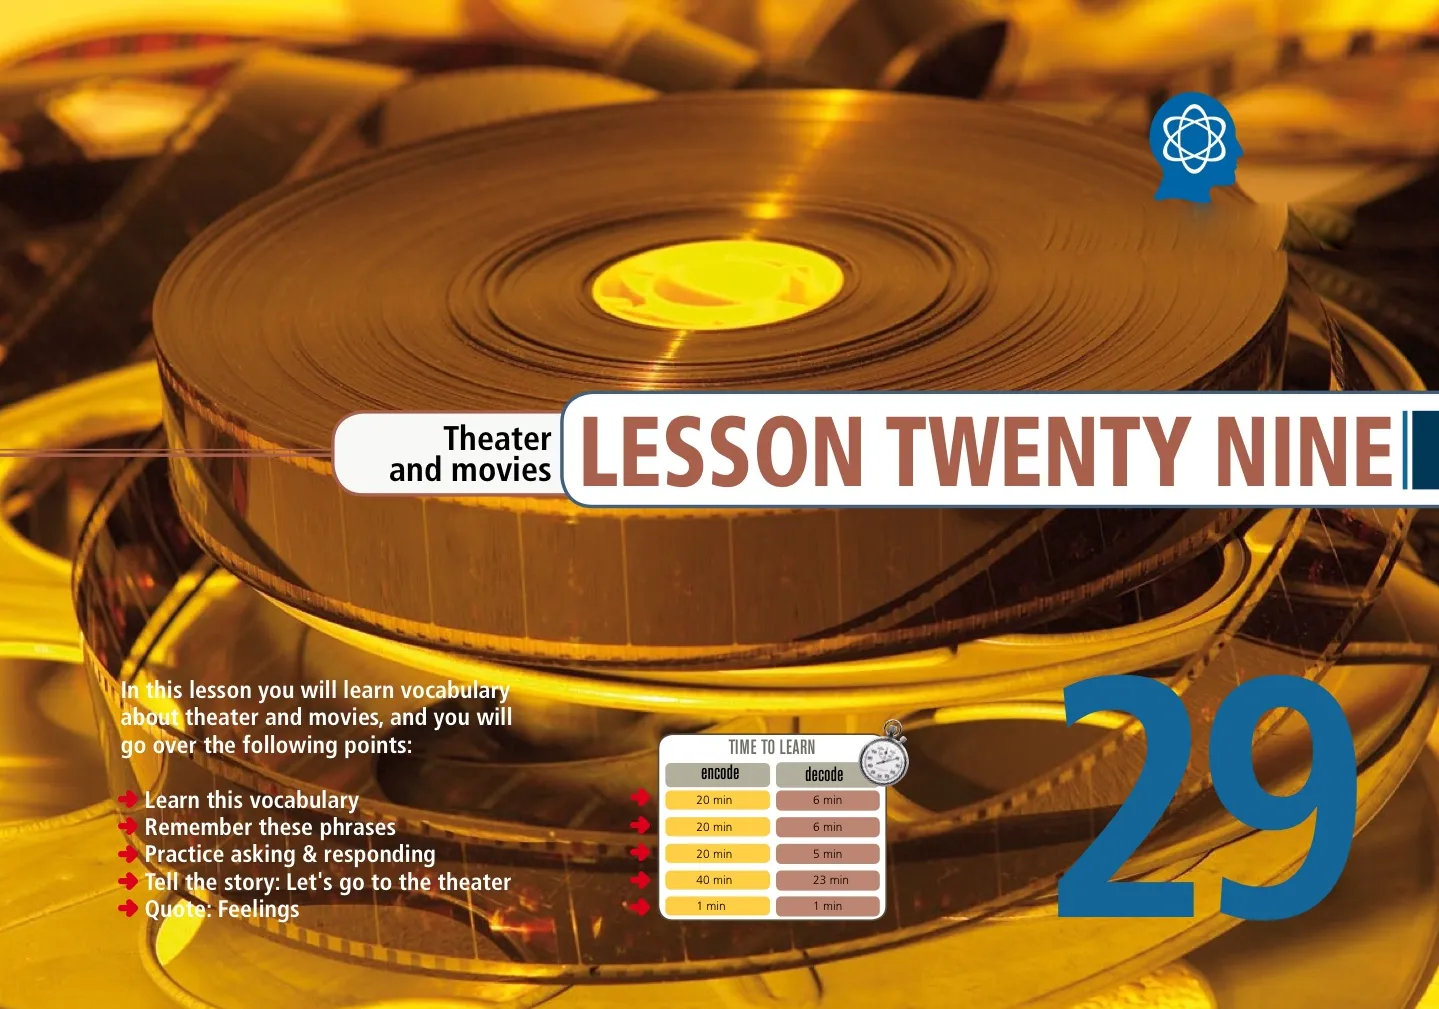 Theater
and movies
LESSON TWENTY NINE
In this lesson you will learn vocabulary
about theater and movies, and you will
go over the following points:
Learn this vocabulary
Remember these phrases
Practice asking & responding
Tell the story: Let's go to the theater
Quote: Feelings
TIME TO LEARN
encode decode
20 min 6 min
20 min 6 min
20 min 5 min
40 min 23 min
1 min 1 min
29